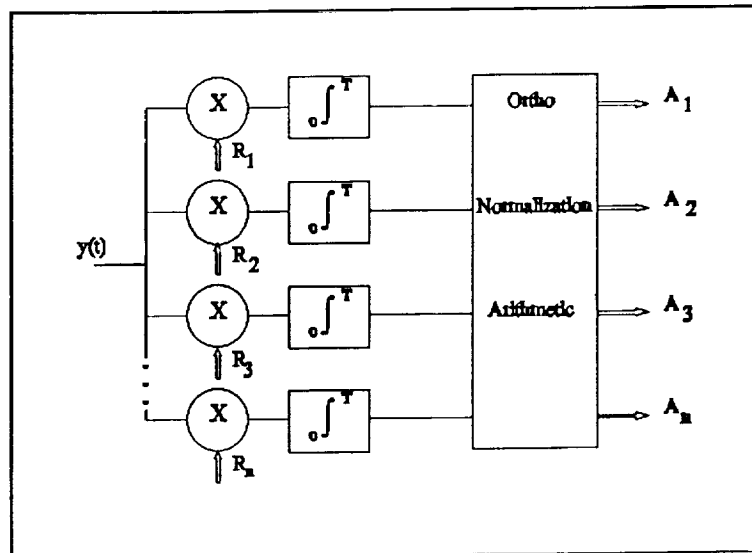 X ∫₀ᵀ Ortho A₁
R₁
X ∫₀ᵀ Normalization A₂
y(t) R₂
X ∫₀ᵀ Arithmetic A₃
R₃
X ∫₀ᵀ Aₙ
Rₙ